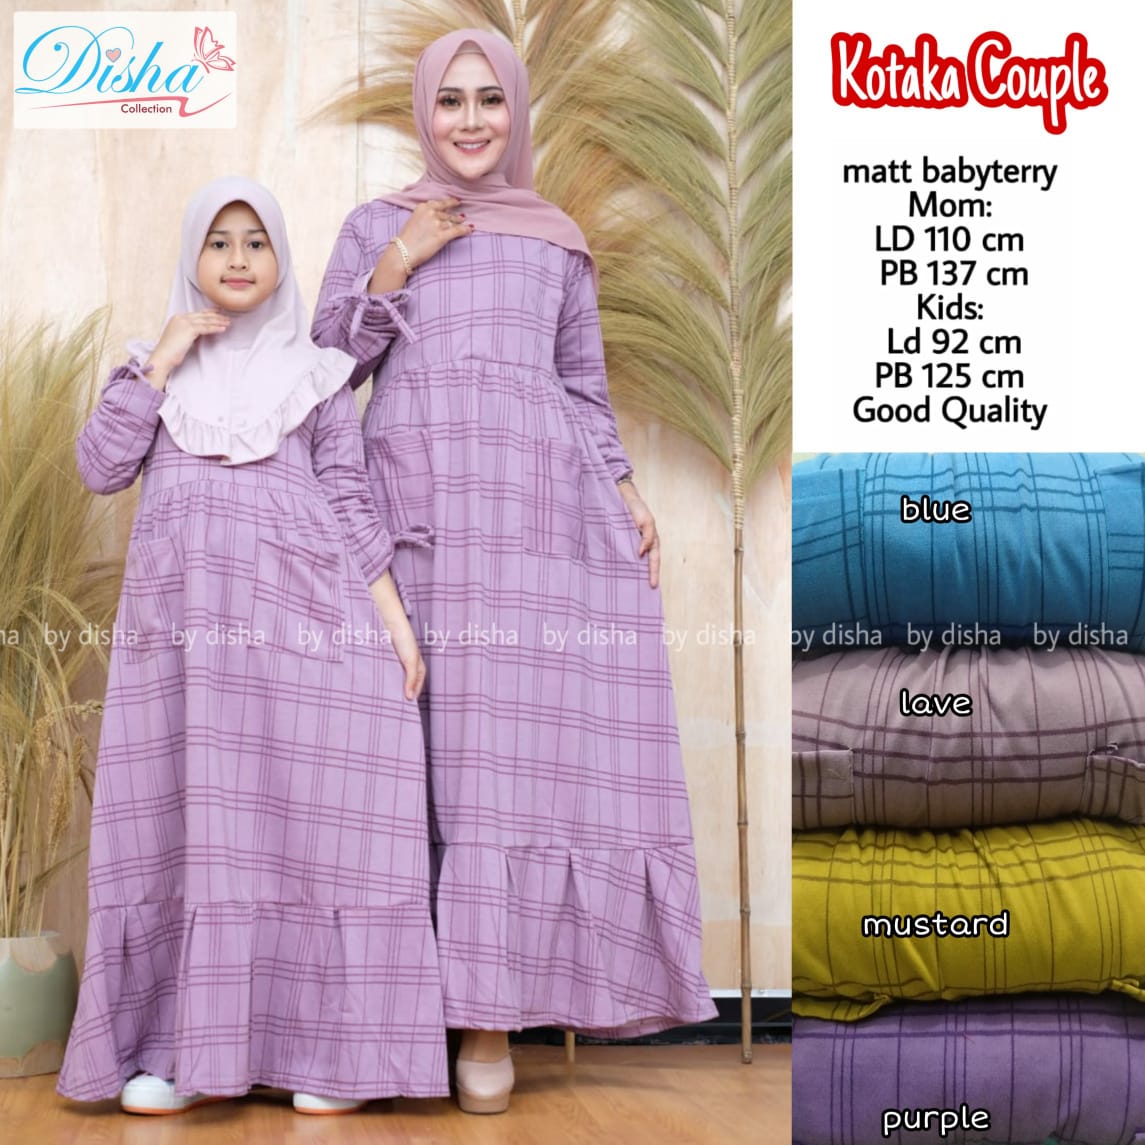 Disha
Collection
Kotaka Couple
matt babyterry
Mom:
LD 110 cm
PB 137 cm
Kids:
Ld 92 cm
PB 125 cm
Good Quality
blue
ha by disha by disha by disha by disha by disha by disha by disha by disha by disha
lave
mustard
purple